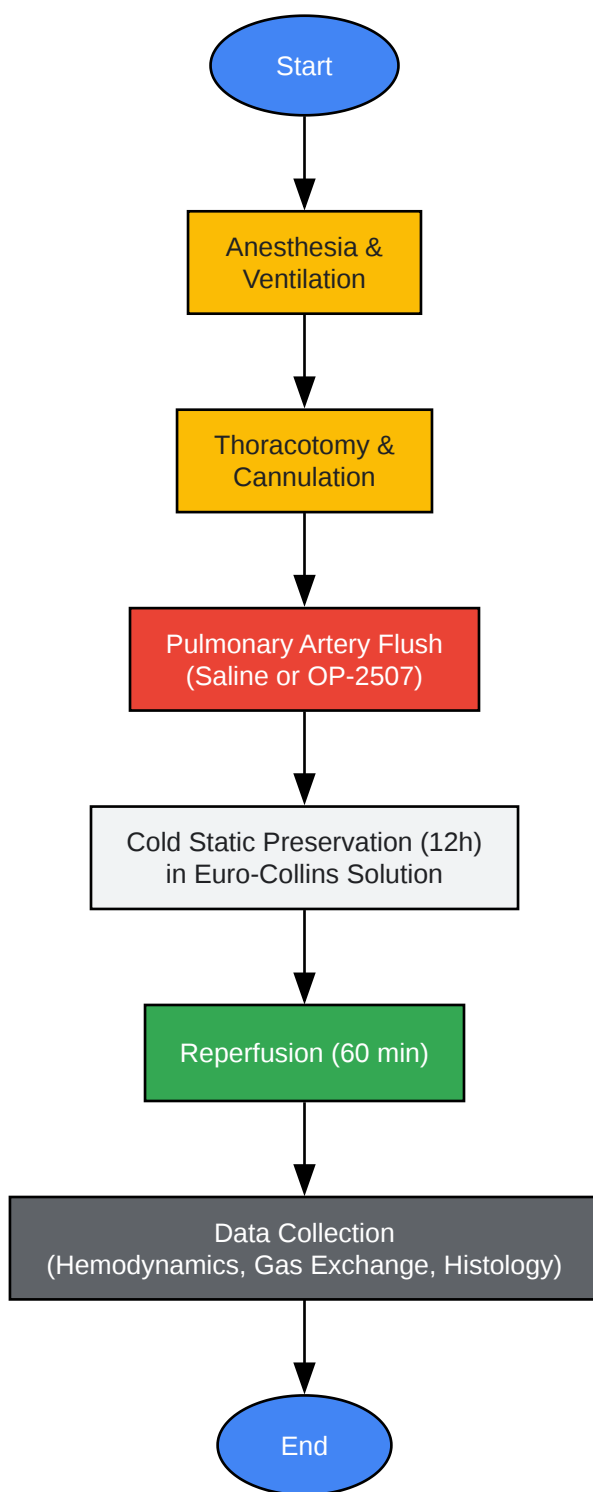 Start
Anesthesia &
Ventilation
Thoracotomy &
Cannulation
Pulmonary Artery Flush
(Saline or OP-2507)
Cold Static Preservation (12h)
in Euro-Collins Solution
Reperfusion (60 min)
Data Collection
(Hemodynamics, Gas Exchange, Histology)
End